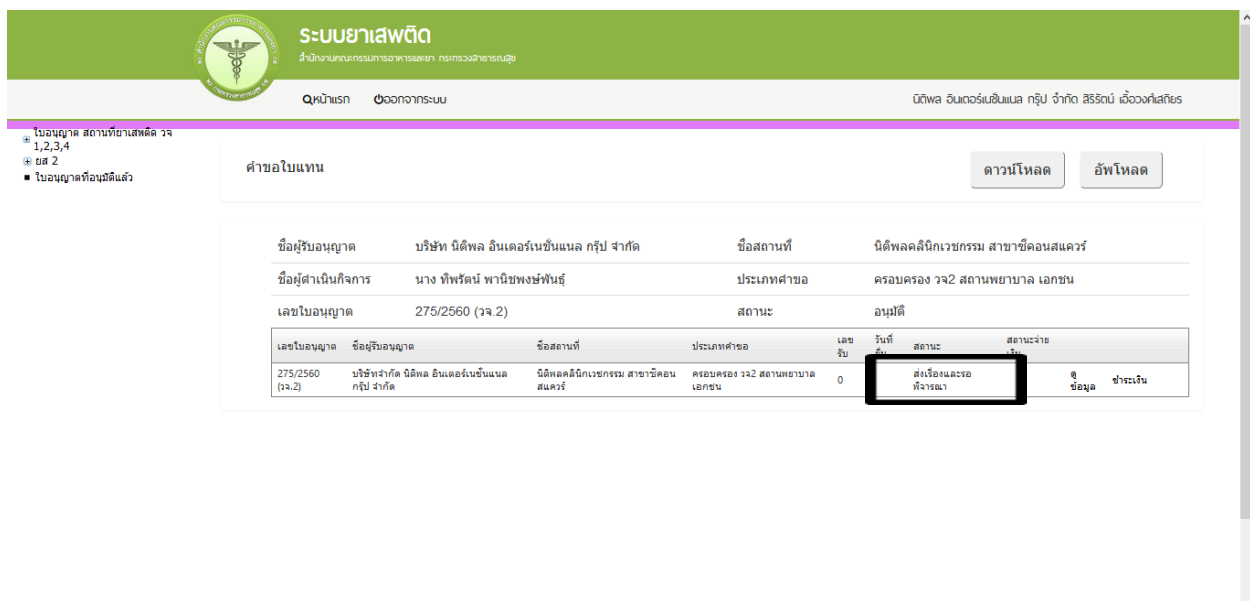 ระบบยาเสพติด
สำนักงานคณะกรรมการอาหารและยา กระทรวงสาธารณสุข
หน้าแรก ออกจากระบบ นิติพล อินเตอร์เนชั่นแนล กรุ๊ป จำกัด สิริรัตน์ เอื้อวงศ์เสถียร
ใบอนุญาต สถานที่ยาเสพติด วจ
1,2,3,4
ยส 2
ใบอนุญาตที่อนุมัติแล้ว
คำขอใบแทน ดาวน์โหลด อัพโหลด
ชื่อผู้รับอนุญาต บริษัท นิติพล อินเตอร์เนชั่นแนล กรุ๊ป จำกัด ชื่อสถานที่ นิติพลคลินิกเวชกรรม สาขาซีคอนสแควร์
ชื่อผู้ดำเนินกิจการ นาง ทิพรัตน์ พานิชพงษ์พันธุ์ ประเภทคำขอ ครอบครอง วจ2 สถานพยาบาล เอกชน
เลขใบอนุญาต 275/2560 (วจ.2) สถานะ อนุมัติ
เลขใบอนุญาต ชื่อผู้รับอนุญาต ชื่อสถานที่ ประเภทคำขอ เลข วันที่ สถานะ สถานะจ่าย
รับ
275/2560 บริษัทจำกัด นิติพล อินเตอร์เนชั่นแนล นิติพลคลินิกเวชกรรม สาขาซีคอน ครอบครอง วจ2 สถานพยาบาล 0 ส่งเรื่องและรอ ดู ชำระเงิน
(วจ.2) กรุ๊ป จำกัด สแควร์ เอกชน พิจารณา ข้อมูล